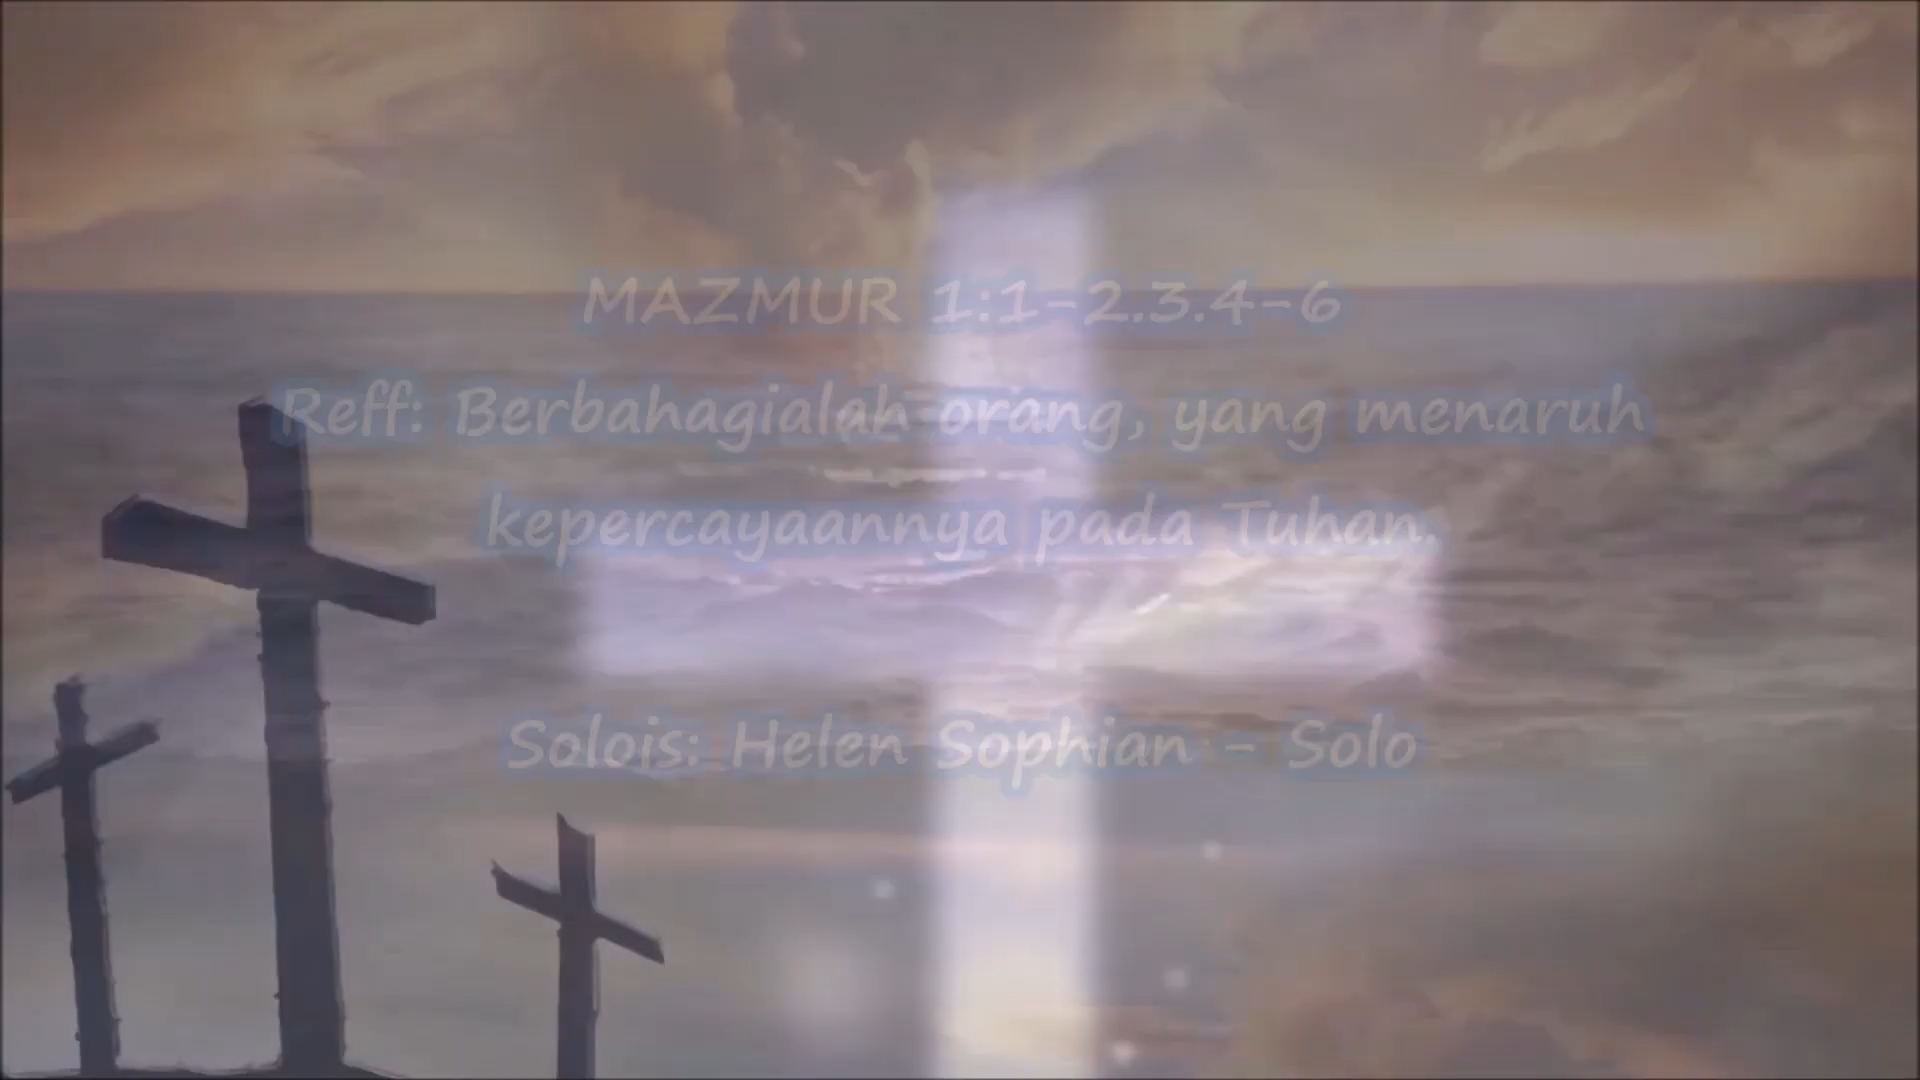 MAZMUR 1:1-2.3.4-6
Reff: Berbahagialah orang, yang menaruh
kepercayaannya pada Tuhan.
Solois: Helen Sophian - Solo